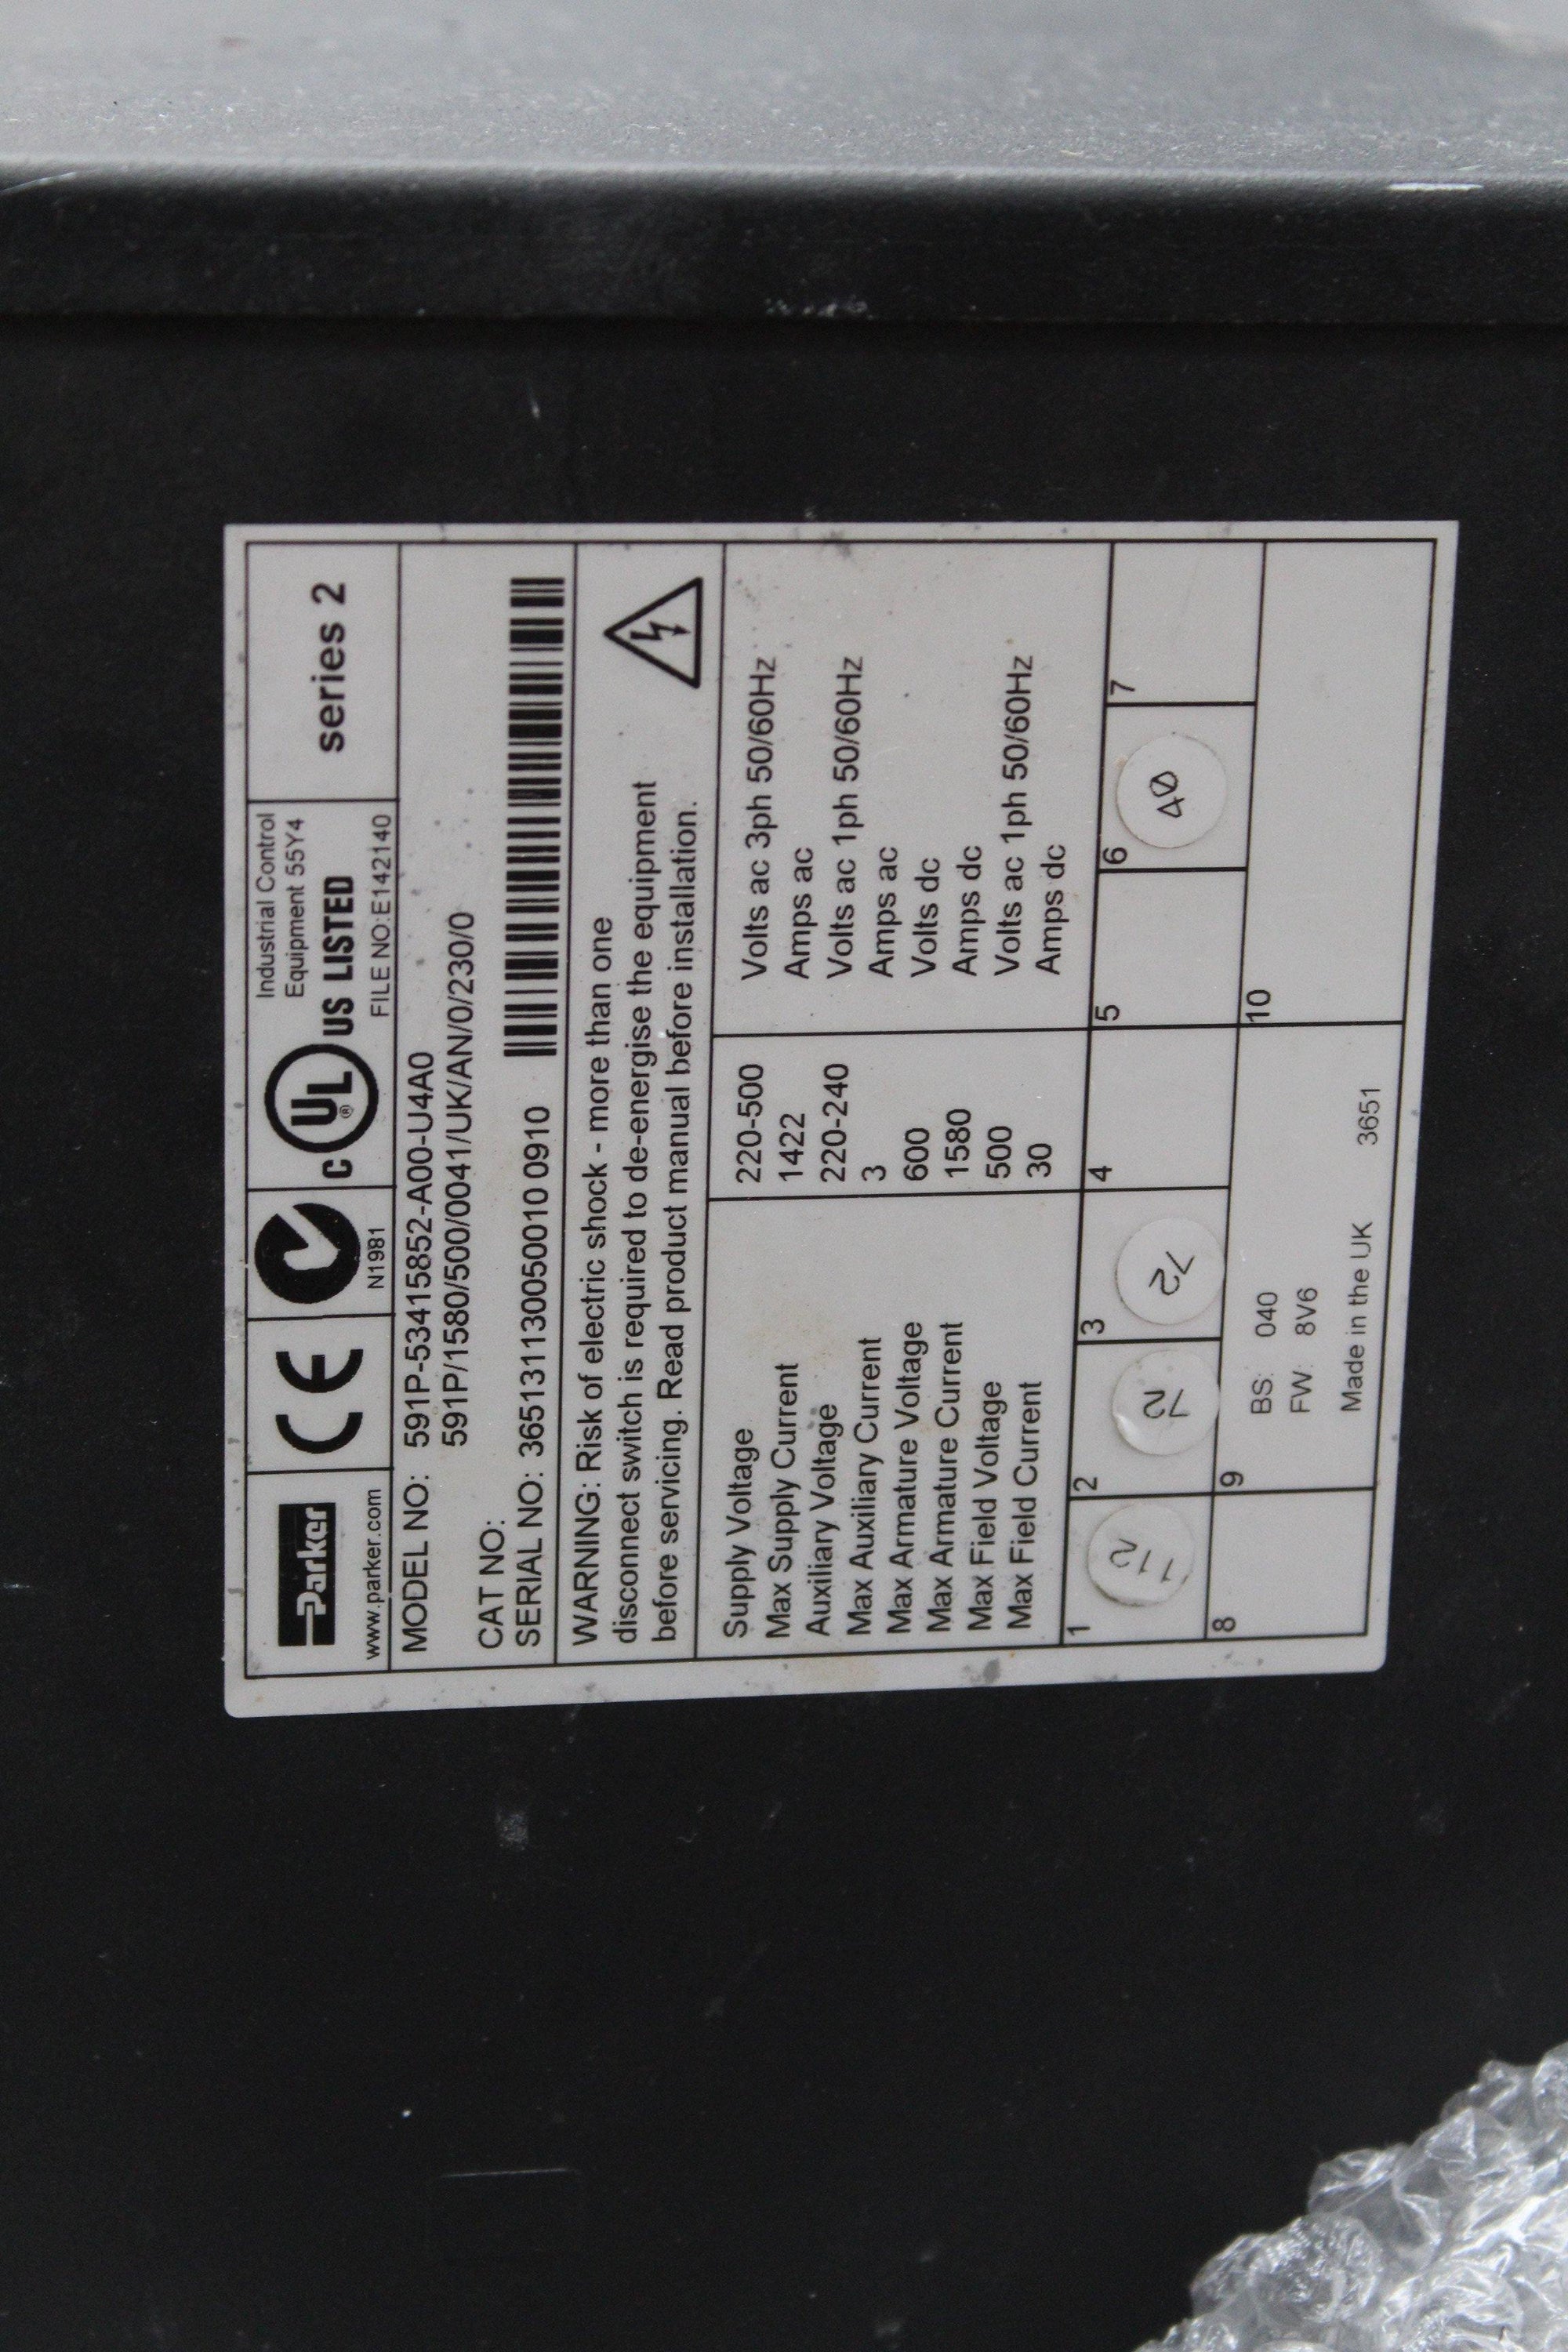 Parker
www.parker.com
CE
N1981
C UL ® US LISTED
Industrial Control
Equipment 55Y4
FILE NO:E142140
series 2
MODEL NO: 591P-53415852-A00-U4A0
591P/1580/500/0041/UK/AN/0/230/0
CAT NO:
SERIAL NO: 365131130050010 0910
WARNING: Risk of electric shock - more than one
disconnect switch is required to de-energise the equipment
before servicing. Read product manual before installation.
Supply Voltage 220-500 Volts ac 3ph 50/60Hz
Max Supply Current 1422 Amps ac
Auxiliary Voltage 220-240 Volts ac 1ph 50/60Hz
Max Auxiliary Current 3 Amps ac
Max Armature Voltage 600 Volts dc
Max Armature Current 1580 Amps dc
Max Field Voltage 500 Volts ac 1ph 50/60Hz
Max Field Current 30 Amps dc
1 2 3 4 5 6 7
112 72 72 40
8 9 10
BS: 040
FW: 8V6
Made in the UK 3651